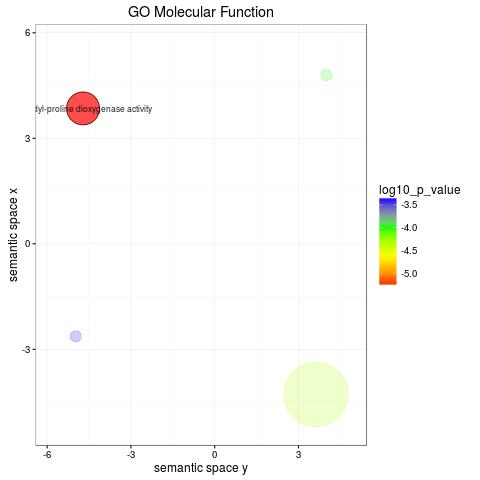 GO Molecular Function
6
3
0
-3
-6
-3
0
3
semantic space x
semantic space y
dyl-proline dioxygenase activity
log10_p_value
-3.5
-4.0
-4.5
-5.0